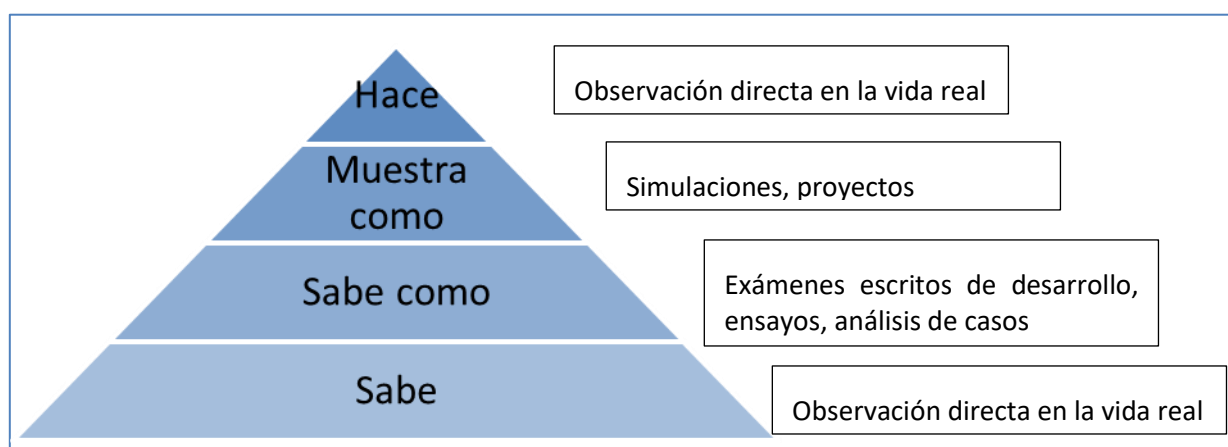 Hace
Observación directa en la vida real
Muestra
como
Simulaciones, proyectos
Sabe como
Exámenes escritos de desarrollo,
ensayos, análisis de casos
Sabe
Observación directa en la vida real